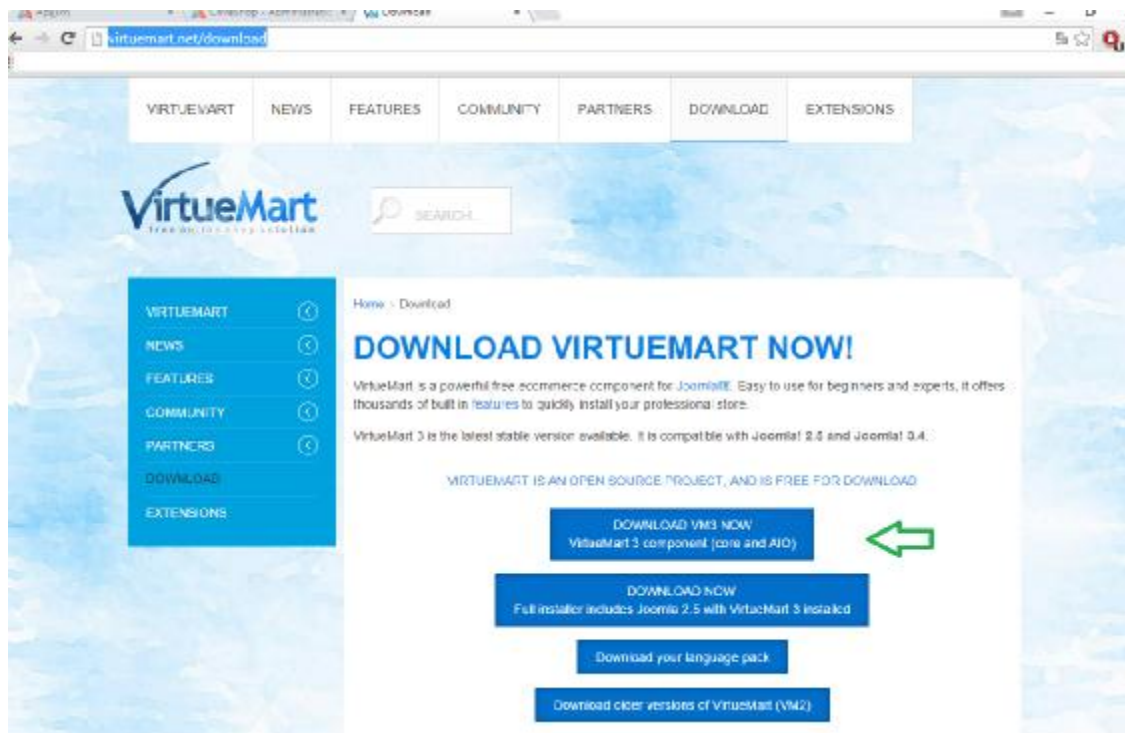 Download
virtuemart.net/download
VIRTUEMART NEWS FEATURES COMMUNITY PARTNERS DOWNLOAD EXTENSIONS
VirtueMart
SEARCH...
VIRTUEMART
NEWS
FEATURES
COMMUNITY
PARTNERS
DOWNLOAD
EXTENSIONS
Home Download
DOWNLOAD VIRTUEMART NOW!
VirtueMart is a powerful free ecommerce component for Joomla!®. Easy to use for beginners and experts, it offers
thousands of built in features to quickly install your professional store.
VirtueMart 3 is the latest stable version available. It is compatible with Joomla! 2.5 and Joomla! 3.4.
VIRTUEMART IS AN OPEN SOURCE PROJECT, AND IS FREE FOR DOWNLOAD
DOWNLOAD VM3 NOW
VirtueMart 3 component (core and AIO)
DOWNLOAD NOW
Full installer includes Joomla 2.5 with VirtueMart 3 installed
Download your language pack
Download older versions of VirtueMart (VM2)